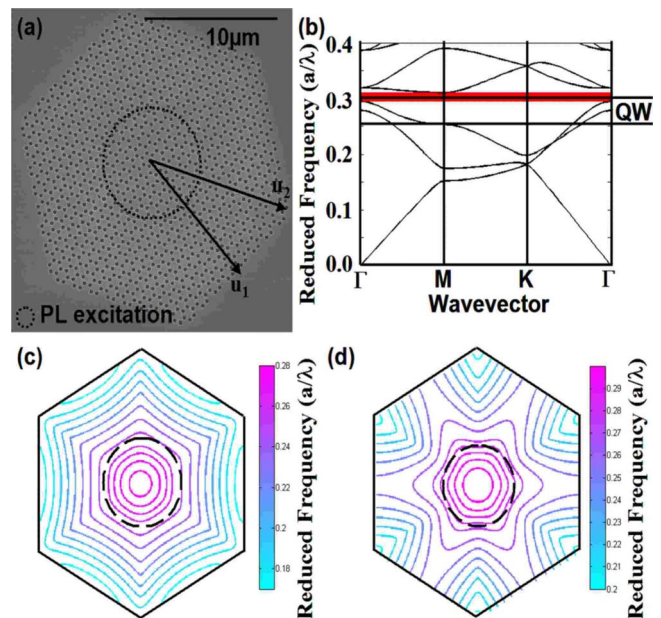 (a)
10μm
u2
u1
PL excitation
(b)
Reduced Frequency (a/λ)
0.4
0.3
0.2
0.1
0.0
QW
Γ M K Γ
Wavevector
(c)
0.28
0.26
0.24
0.22
0.2
0.18
Reduced Frequency (a/λ)
(d)
0.29
0.28
0.27
0.26
0.25
0.24
0.23
0.22
0.21
0.2
Reduced Frequency (a/λ)